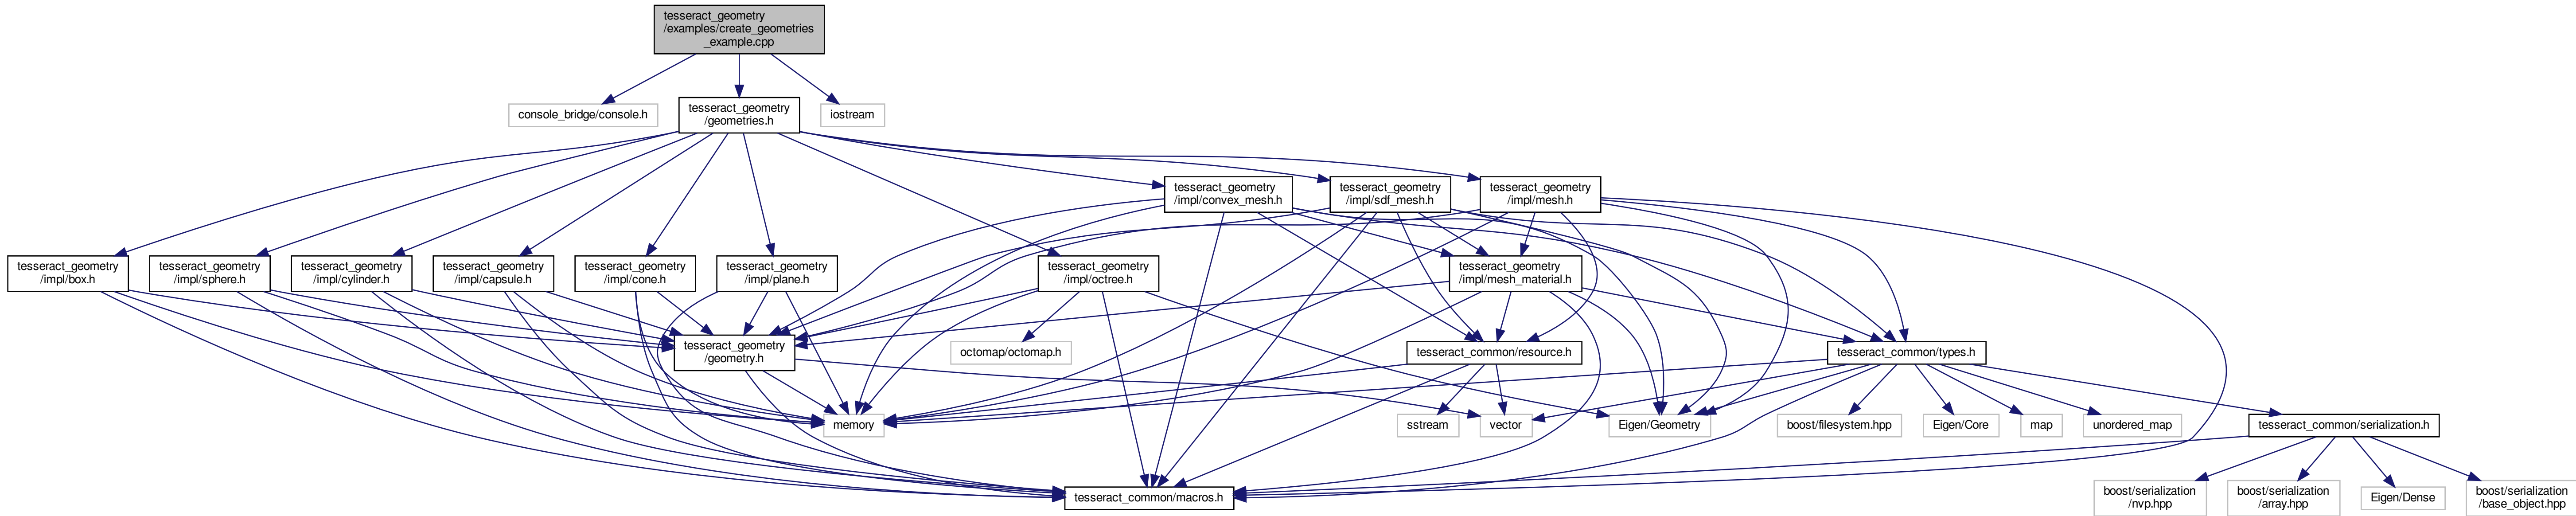 tesseract_geometry
/examples/create_geometries
_example.cpp
console_bridge/console.h
tesseract_geometry
/geometries.h
iostream
tesseract_geometry
/impl/convex_mesh.h
tesseract_geometry
/impl/sdf_mesh.h
tesseract_geometry
/impl/mesh.h
tesseract_geometry
/impl/box.h
tesseract_geometry
/impl/sphere.h
tesseract_geometry
/impl/cylinder.h
tesseract_geometry
/impl/capsule.h
tesseract_geometry
/impl/cone.h
tesseract_geometry
/impl/plane.h
tesseract_geometry
/impl/octree.h
tesseract_geometry
/impl/mesh_material.h
tesseract_geometry
/geometry.h
octomap/octomap.h
tesseract_common/resource.h
tesseract_common/types.h
memory
sstream
vector
Eigen/Geometry
boost/filesystem.hpp
Eigen/Core
map
unordered_map
tesseract_common/serialization.h
tesseract_common/macros.h
boost/serialization
/nvp.hpp
boost/serialization
/array.hpp
Eigen/Dense
boost/serialization
/base_object.hpp